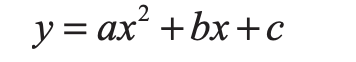 y = ax² + bx + c